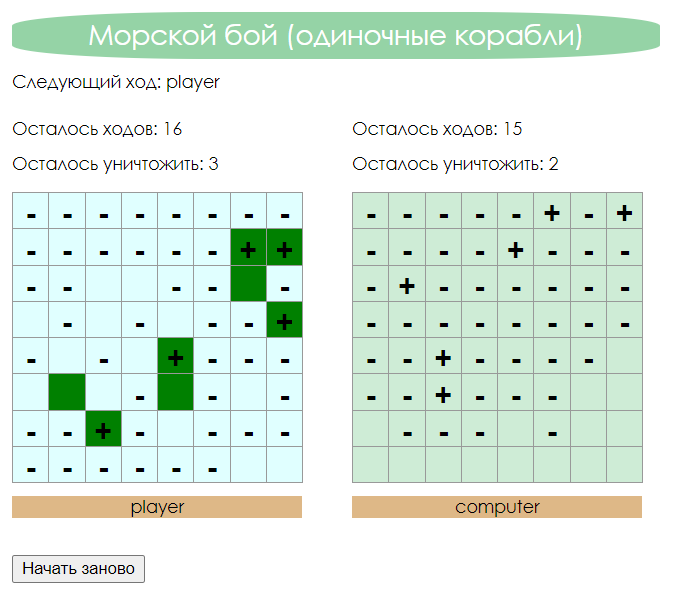 Морской бой (одиночные корабли)
Следующий ход: player
Осталось ходов: 16
Осталось уничтожить: 3
Осталось ходов: 15
Осталось уничтожить: 2
- - - - - - - -
- - - - - - + +
- - - - -
- - - - +
- - + - - -
- - -
- - + - - - -
- - - - - -
player
- - - - - + - +
- - - - + - - -
- + - - - - - -
- - - - - - - -
- - + - - - -
- - + - - -
- - - -
computer
Начать заново